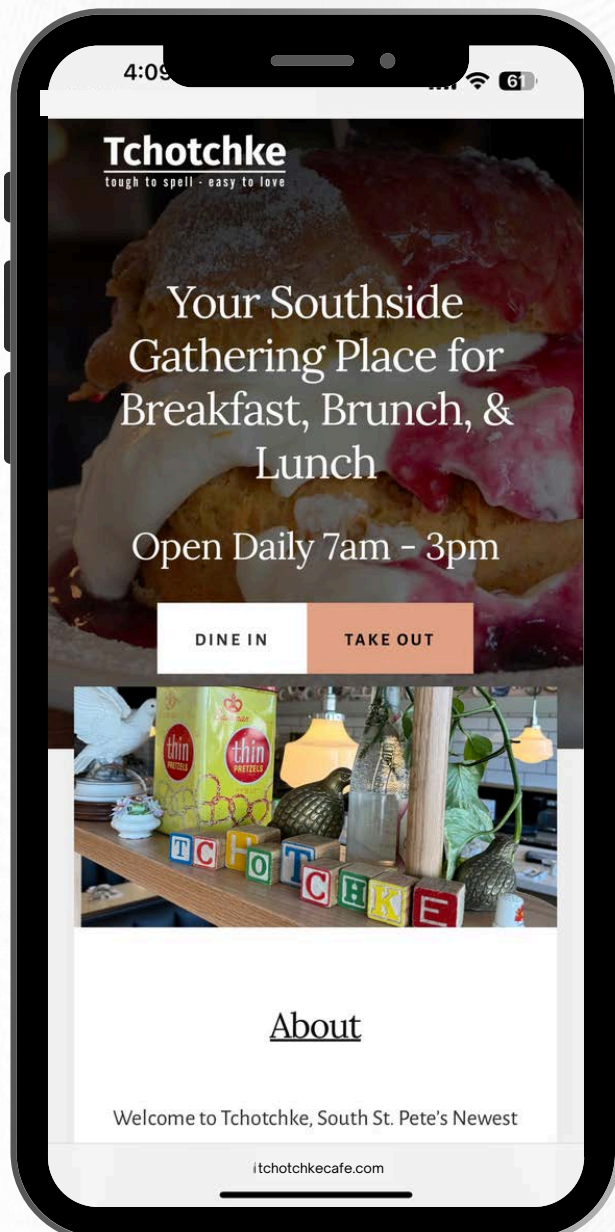 4:09
61
Tchotchke
tough to spell - easy to love
Your Southside
Gathering Place for
Breakfast, Brunch, &
Lunch
Open Daily 7am - 3pm
DINE IN
TAKE OUT
thin
PRETZELS
thin
PRETZELS
TCHOTCHKE
About
Welcome to Tchotchke, South St. Pete's Newest
tchotchkecafe.com